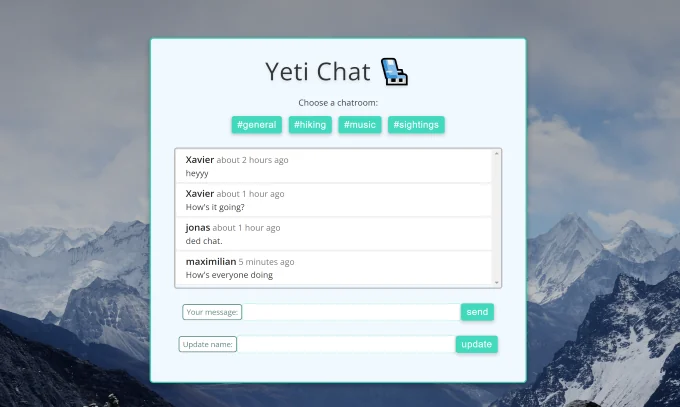 Yeti Chat
Choose a chatroom:
#general #hiking #music #sightings
Xavier about 2 hours ago
heyyy
Xavier about 1 hour ago
How's it going?
jonas about 1 hour ago
ded chat.
maximilian 5 minutes ago
How's everyone doing
Your message: send
Update name: update